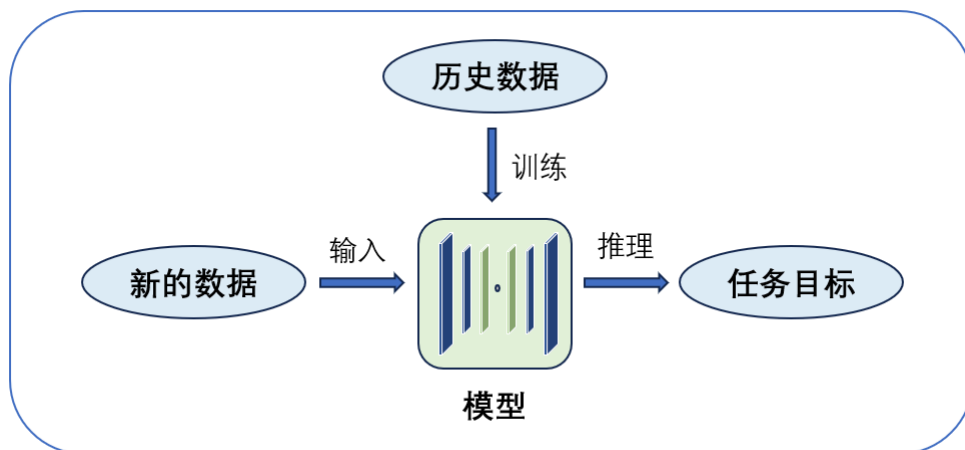 历史数据
训练
输入
推理
新的数据
任务目标
模型